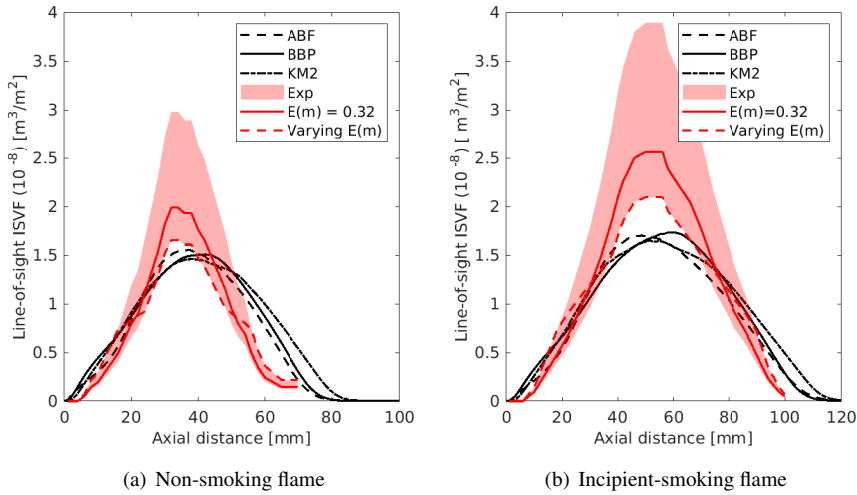 4
3.5
3
2.5
2
1.5
1
0.5
0
Line-of-sight ISVF (10⁻⁸) [m³/m²]
ABF
BBP
KM2
Exp
E(m) = 0.32
Varying E(m)
0 20 40 60 80 100
Axial distance [mm]
(a) Non-smoking flame
4
3.5
3
2.5
2
1.5
1
0.5
0
Line-of-sight ISVF (10⁻⁸) [ m³/m²]
ABF
BBP
KM2
Exp
E(m)=0.32
Varying E(m)
0 20 40 60 80 100 120
Axial distance [mm]
(b) Incipient-smoking flame